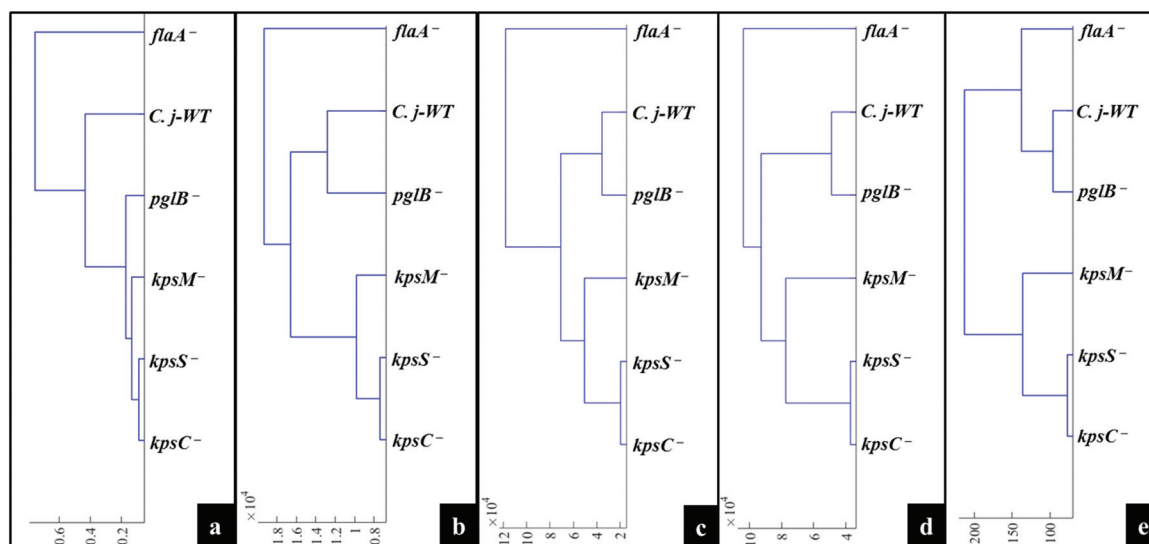 flaA⁻
C. j-WT
pglB⁻
kpsM⁻
kpsS⁻
kpsC⁻
0.6 0.4 0.2
a
flaA⁻
C. j-WT
pglB⁻
kpsM⁻
kpsS⁻
kpsC⁻
×10⁴
1.8 1.6 1.4 1.2 1 0.8
b
flaA⁻
C. j-WT
pglB⁻
kpsM⁻
kpsS⁻
kpsC⁻
×10⁴
12 10 8 6 4 2
c
flaA⁻
C. j-WT
pglB⁻
kpsM⁻
kpsS⁻
kpsC⁻
×10⁴
10 8 6 4
d
flaA⁻
C. j-WT
pglB⁻
kpsM⁻
kpsS⁻
kpsC⁻
200 150 100
e